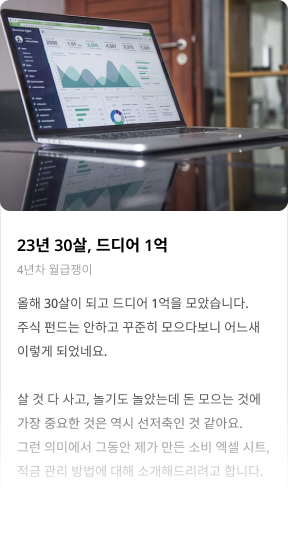 23년 30살, 드디어 1억
4년차 월급쟁이
올해 30살이 되고 드디어 1억을 모았습니다.
주식 펀드는 안하고 꾸준히 모으다보니 어느새
이렇게 되었네요.
살 것 다 사고, 놀기도 놀았는데 돈 모으는 것에
가장 중요한 것은 역시 선저축인 것 같아요.
그런 의미에서 그동안 제가 만든 소비 엑셀 시트,
적금 관리 방법에 대해 소개해드리려고 합니다.